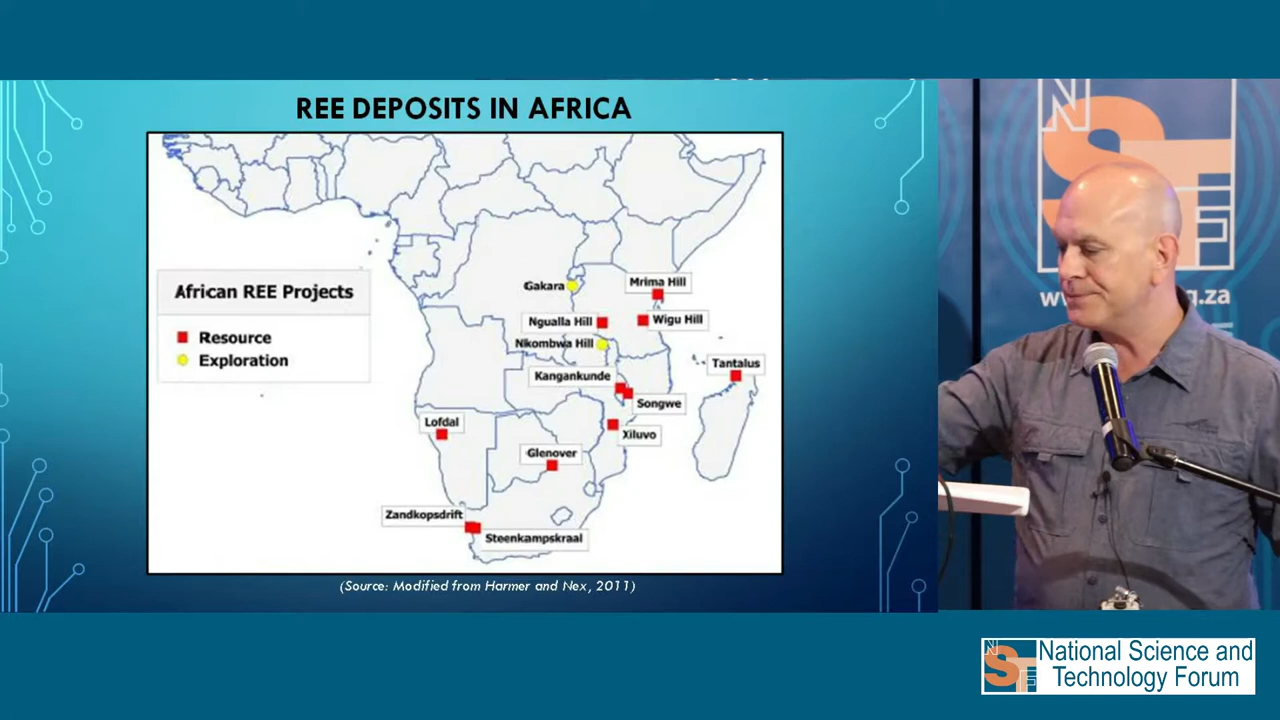 REE DEPOSITS IN AFRICA
African REE Projects
Resource
Exploration
Gakara
Mrima Hill
Ngualla Hill
Wigu Hill
Nkombwa Hill
Kangankunde
Tantalus
Songwe
Lofdal
Xiluvo
Glenover
Zandkopsdrift
Steenkampskraal
(Source: Modified from Harmer and Nex, 2011)
NSTF
NSTF
National Science and
Technology Forum